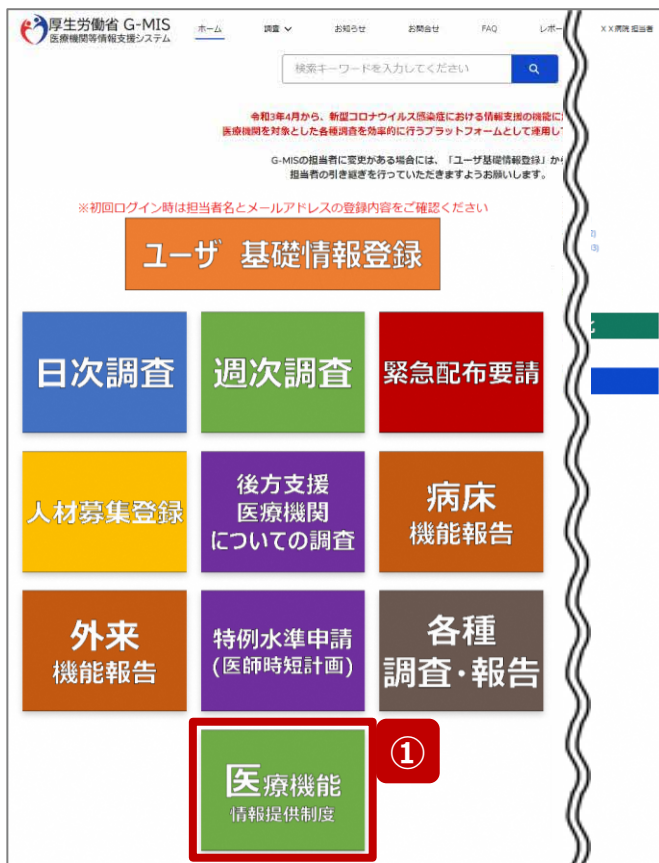 厚生労働省 G-MIS
医療機関等情報支援システム
ホーム 調査 お知らせ お問合せ FAQ レポー XX病院 担当者
検索キーワードを入力してください
令和3年4月から、新型コロナウイルス感染症における情報支援の機能に
医療機関を対象とした各種調査を効率的に行うプラットフォームとして運用し
G-MISの担当者に変更がある場合には、「ユーザ基礎情報登録」か
担当者の引き継ぎを行っていただきますようお願いします。
※初回ログイン時は担当者名とメールアドレスの登録内容をご確認ください
ユーザ 基礎情報登録
日次調査 週次調査 緊急配布要請
人材募集登録
後方支援
医療機関
についての調査
病床
機能報告
外来
機能報告
特例水準申請
(医師時短計画)
各種
調査・報告
①
医療機能
情報提供制度